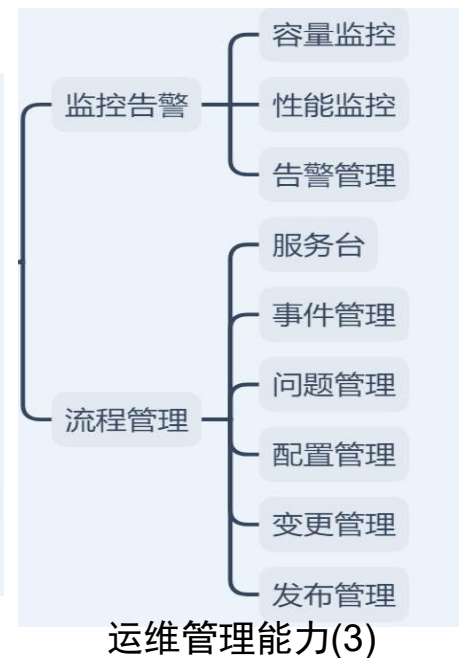 监控告警
容量监控
性能监控
告警管理
流程管理
服务台
事件管理
问题管理
配置管理
变更管理
发布管理
运维管理能力(3)